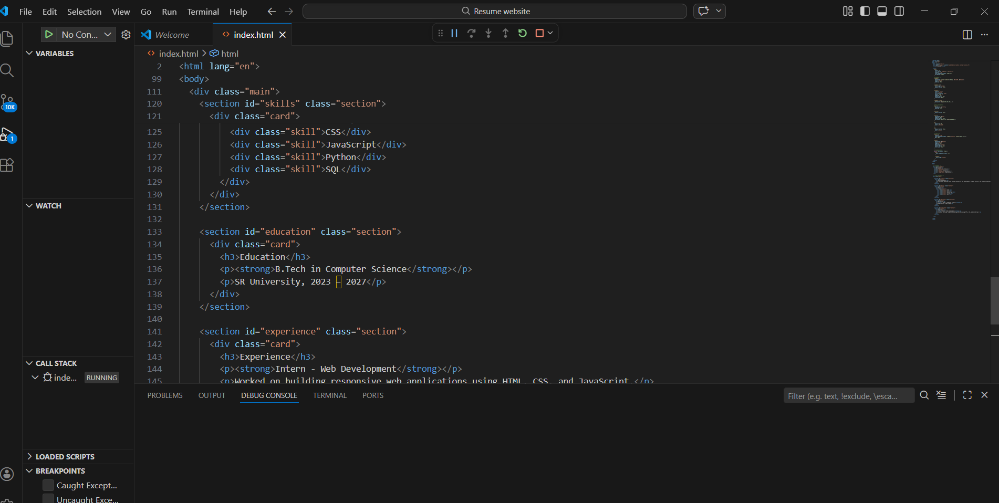 File Edit Selection View Go Run Terminal Help
Resume website
No Con...
Welcome
index.html
VARIABLES
index.html > html
2 <html lang="en">
99 <body>
111 <div class="main">
120 <section id="skills" class="section">
121 <div class="card">
125 <div class="skill">CSS</div>
126 <div class="skill">JavaScript</div>
127 <div class="skill">Python</div>
128 <div class="skill">SQL</div>
129 </div>
130 </div>
131 </section>
132
133 <section id="education" class="section">
134 <div class="card">
135 <h3>Education</h3>
136 <p><strong>B.Tech in Computer Science</strong></p>
137 <p>SR University, 2023 – 2027</p>
138 </div>
139 </section>
140
141 <section id="experience" class="section">
142 <div class="card">
143 <h3>Experience</h3>
144 <p><strong>Intern - Web Development</strong></p>
145 <p>Worked on building responsive web applications using HTML, CSS, and JavaScript.</p>
10K
1
WATCH
CALL STACK
inde...
RUNNING
PROBLEMS OUTPUT DEBUG CONSOLE TERMINAL PORTS
Filter (e.g. text, !exclude, \esca...
LOADED SCRIPTS
BREAKPOINTS
Caught Except...
Uncaught Exce...